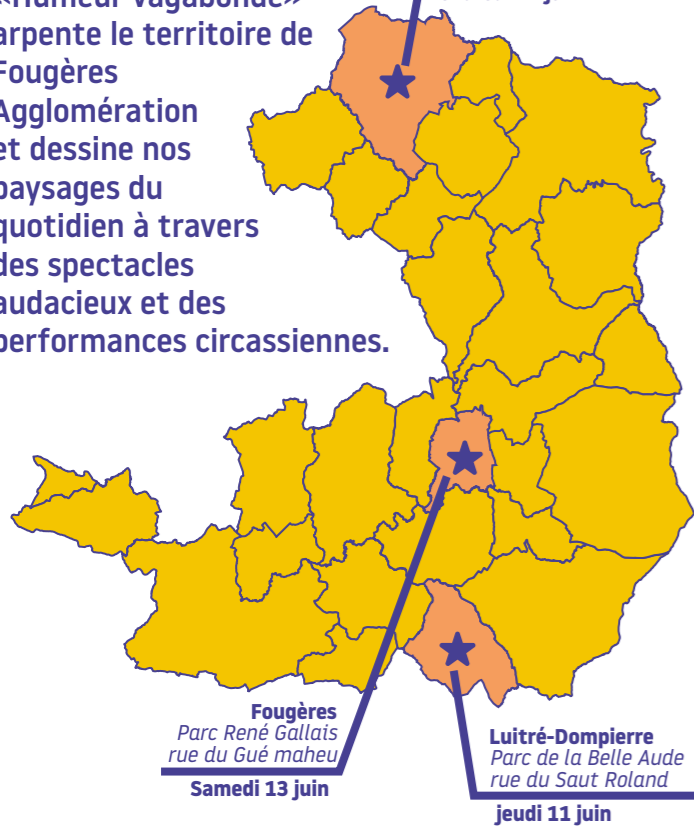 «Humeur Vagabonde»
arpente le territoire de
Fougères
Agglomération
et dessine nos
paysages du
quotidien à travers
des spectacles
audacieux et des
performances circassiennes.
Fougères
Parc René Gallais
rue du Gué maheu
Samedi 13 juin
Luitré-Dompierre
Parc de la Belle Aude
rue du Saut Roland
jeudi 11 juin